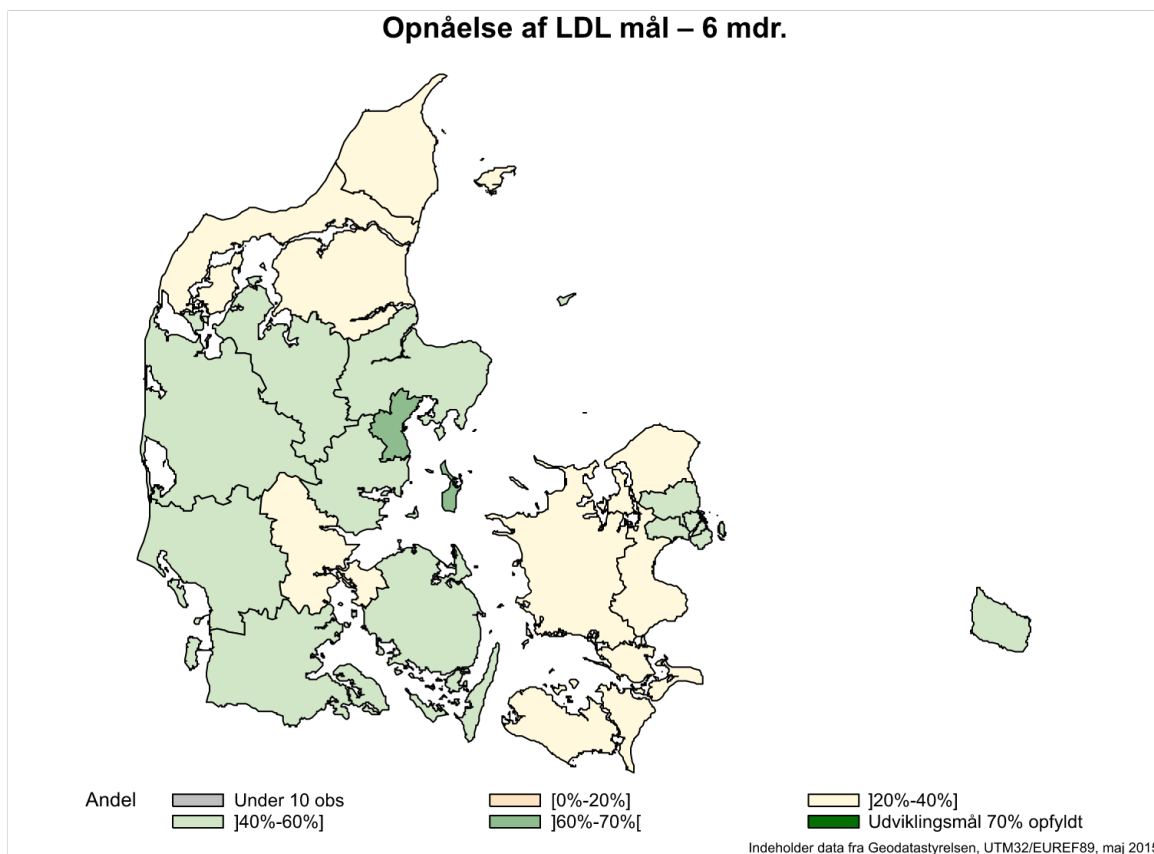 Opnåelse af LDL mål – 6 mdr.
Andel
Under 10 obs
[0%-20%]
]20%-40%]
]40%-60%]
]60%-70%[
Udviklingsmål 70% opfyldt
Indeholder data fra Geodatastyrelsen, UTM32/EUREF89, maj 2015